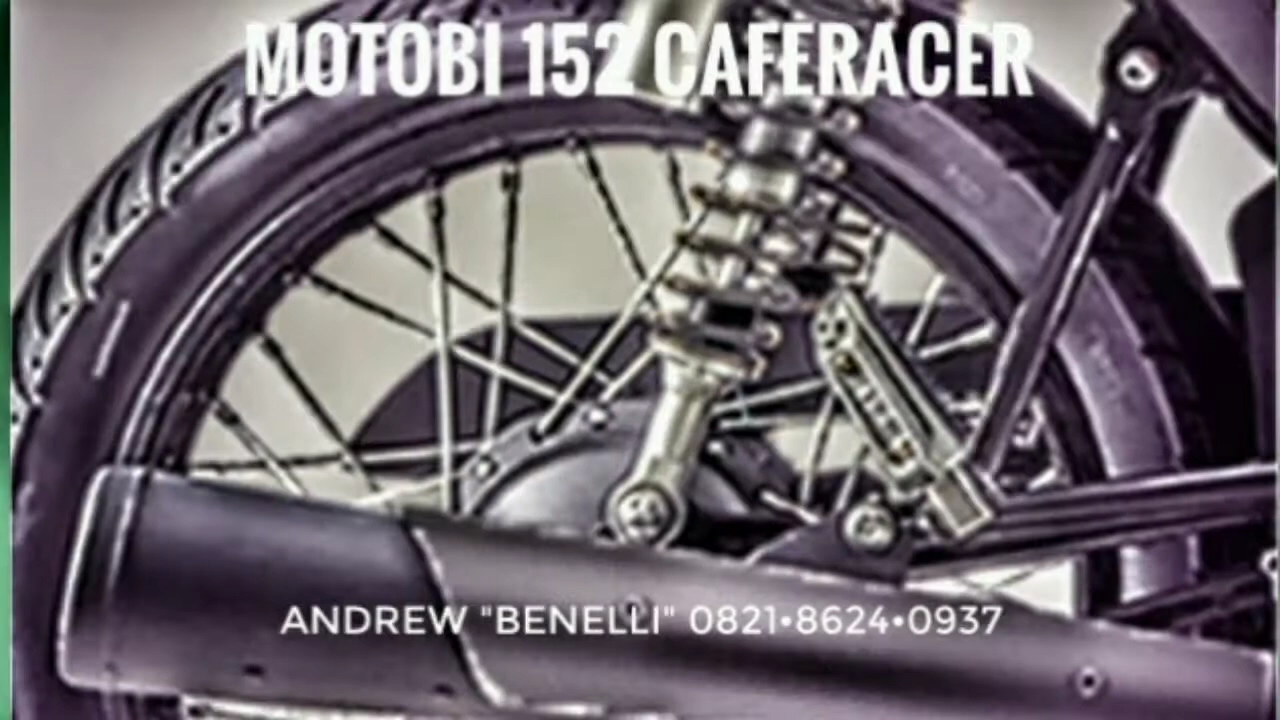 MOTOBI 152 CAFERACER
ANDREW "BENELLI" 0821•8624•0937